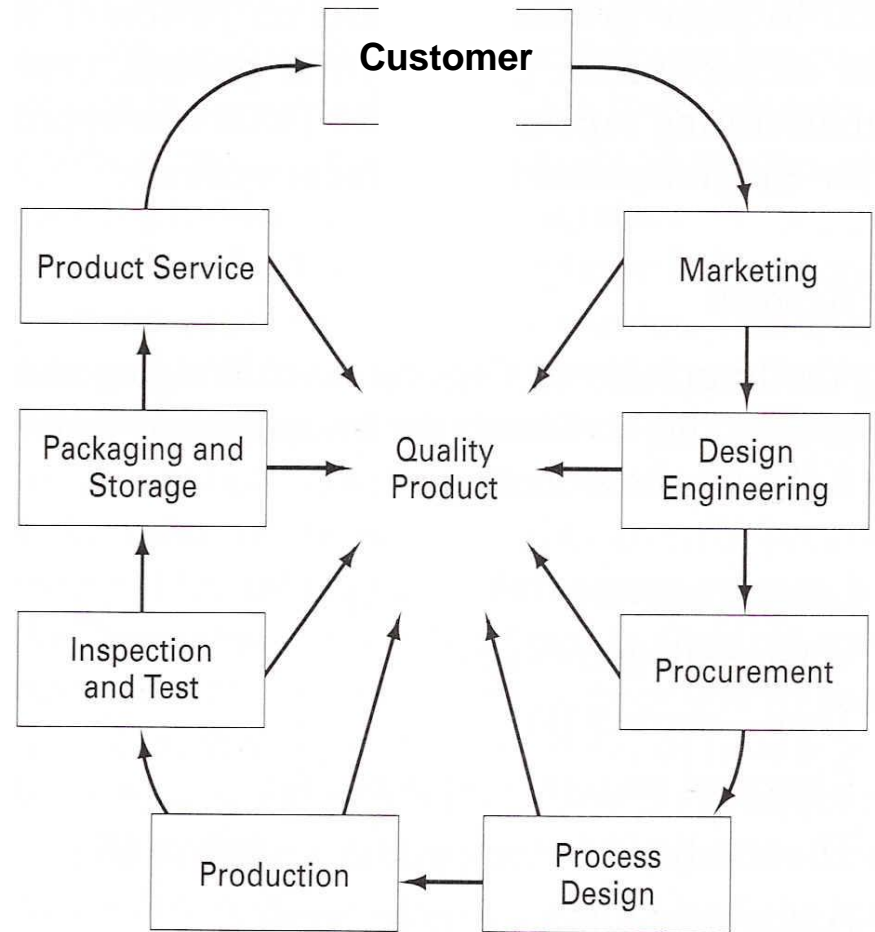 Customer
Marketing
Design
Engineering
Procurement
Process
Design
Production
Inspection
and Test
Packaging and
Storage
Product Service
Quality
Product